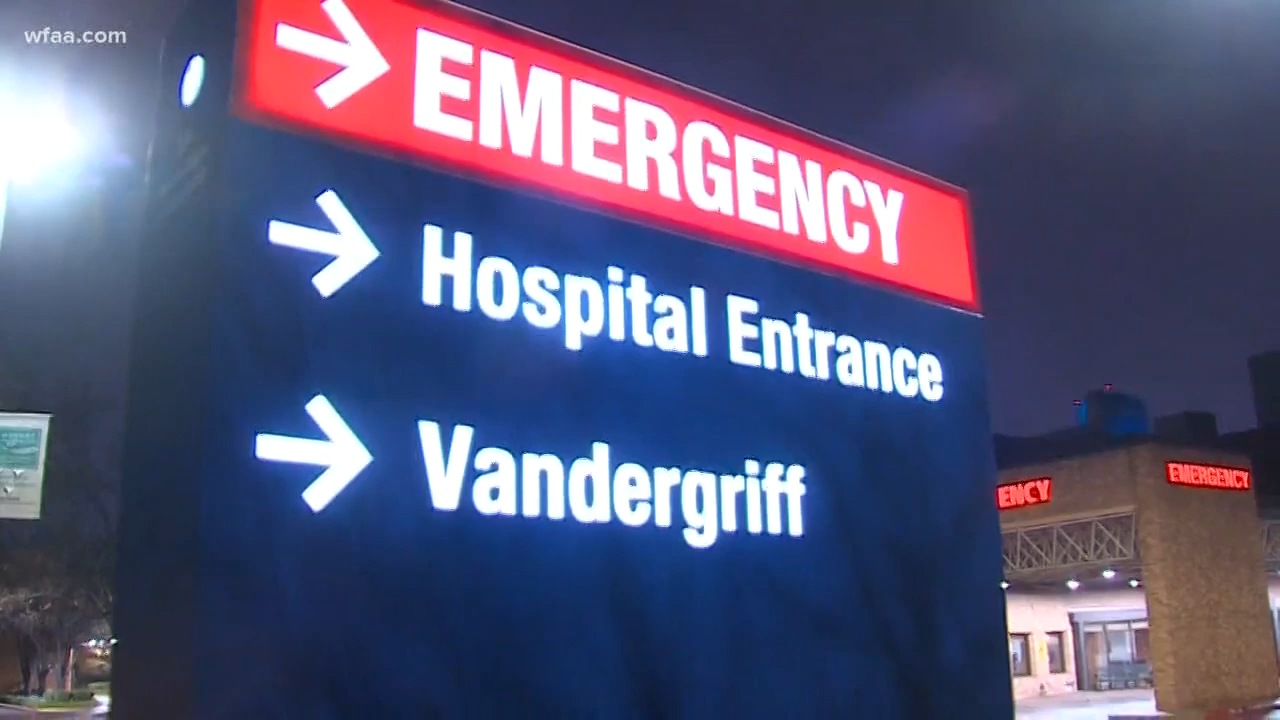 wfaa.com
EMERGENCY
Hospital Entrance
Vandergriff
ENCY
EMERGENCY